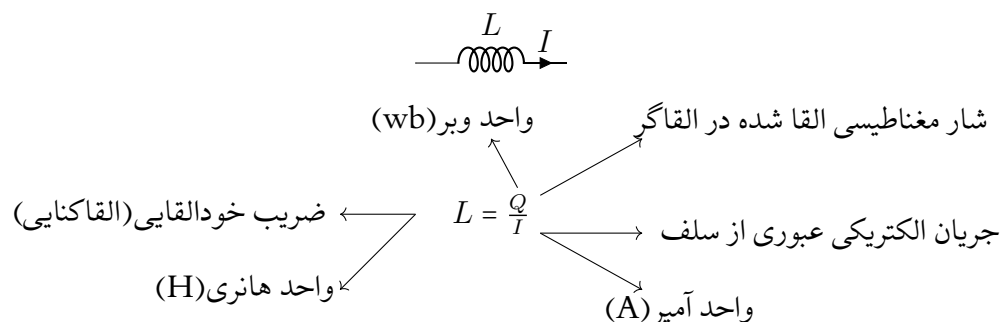 L I
شار مغناطیسی القا شده در القاگر
واحد وبر(wb)
L = Q/I
ضریب خودالقایی(القاکنایی)
جریان الکتریکی عبوری از سلف
واحد هانری(H)
واحد آمپر(A)